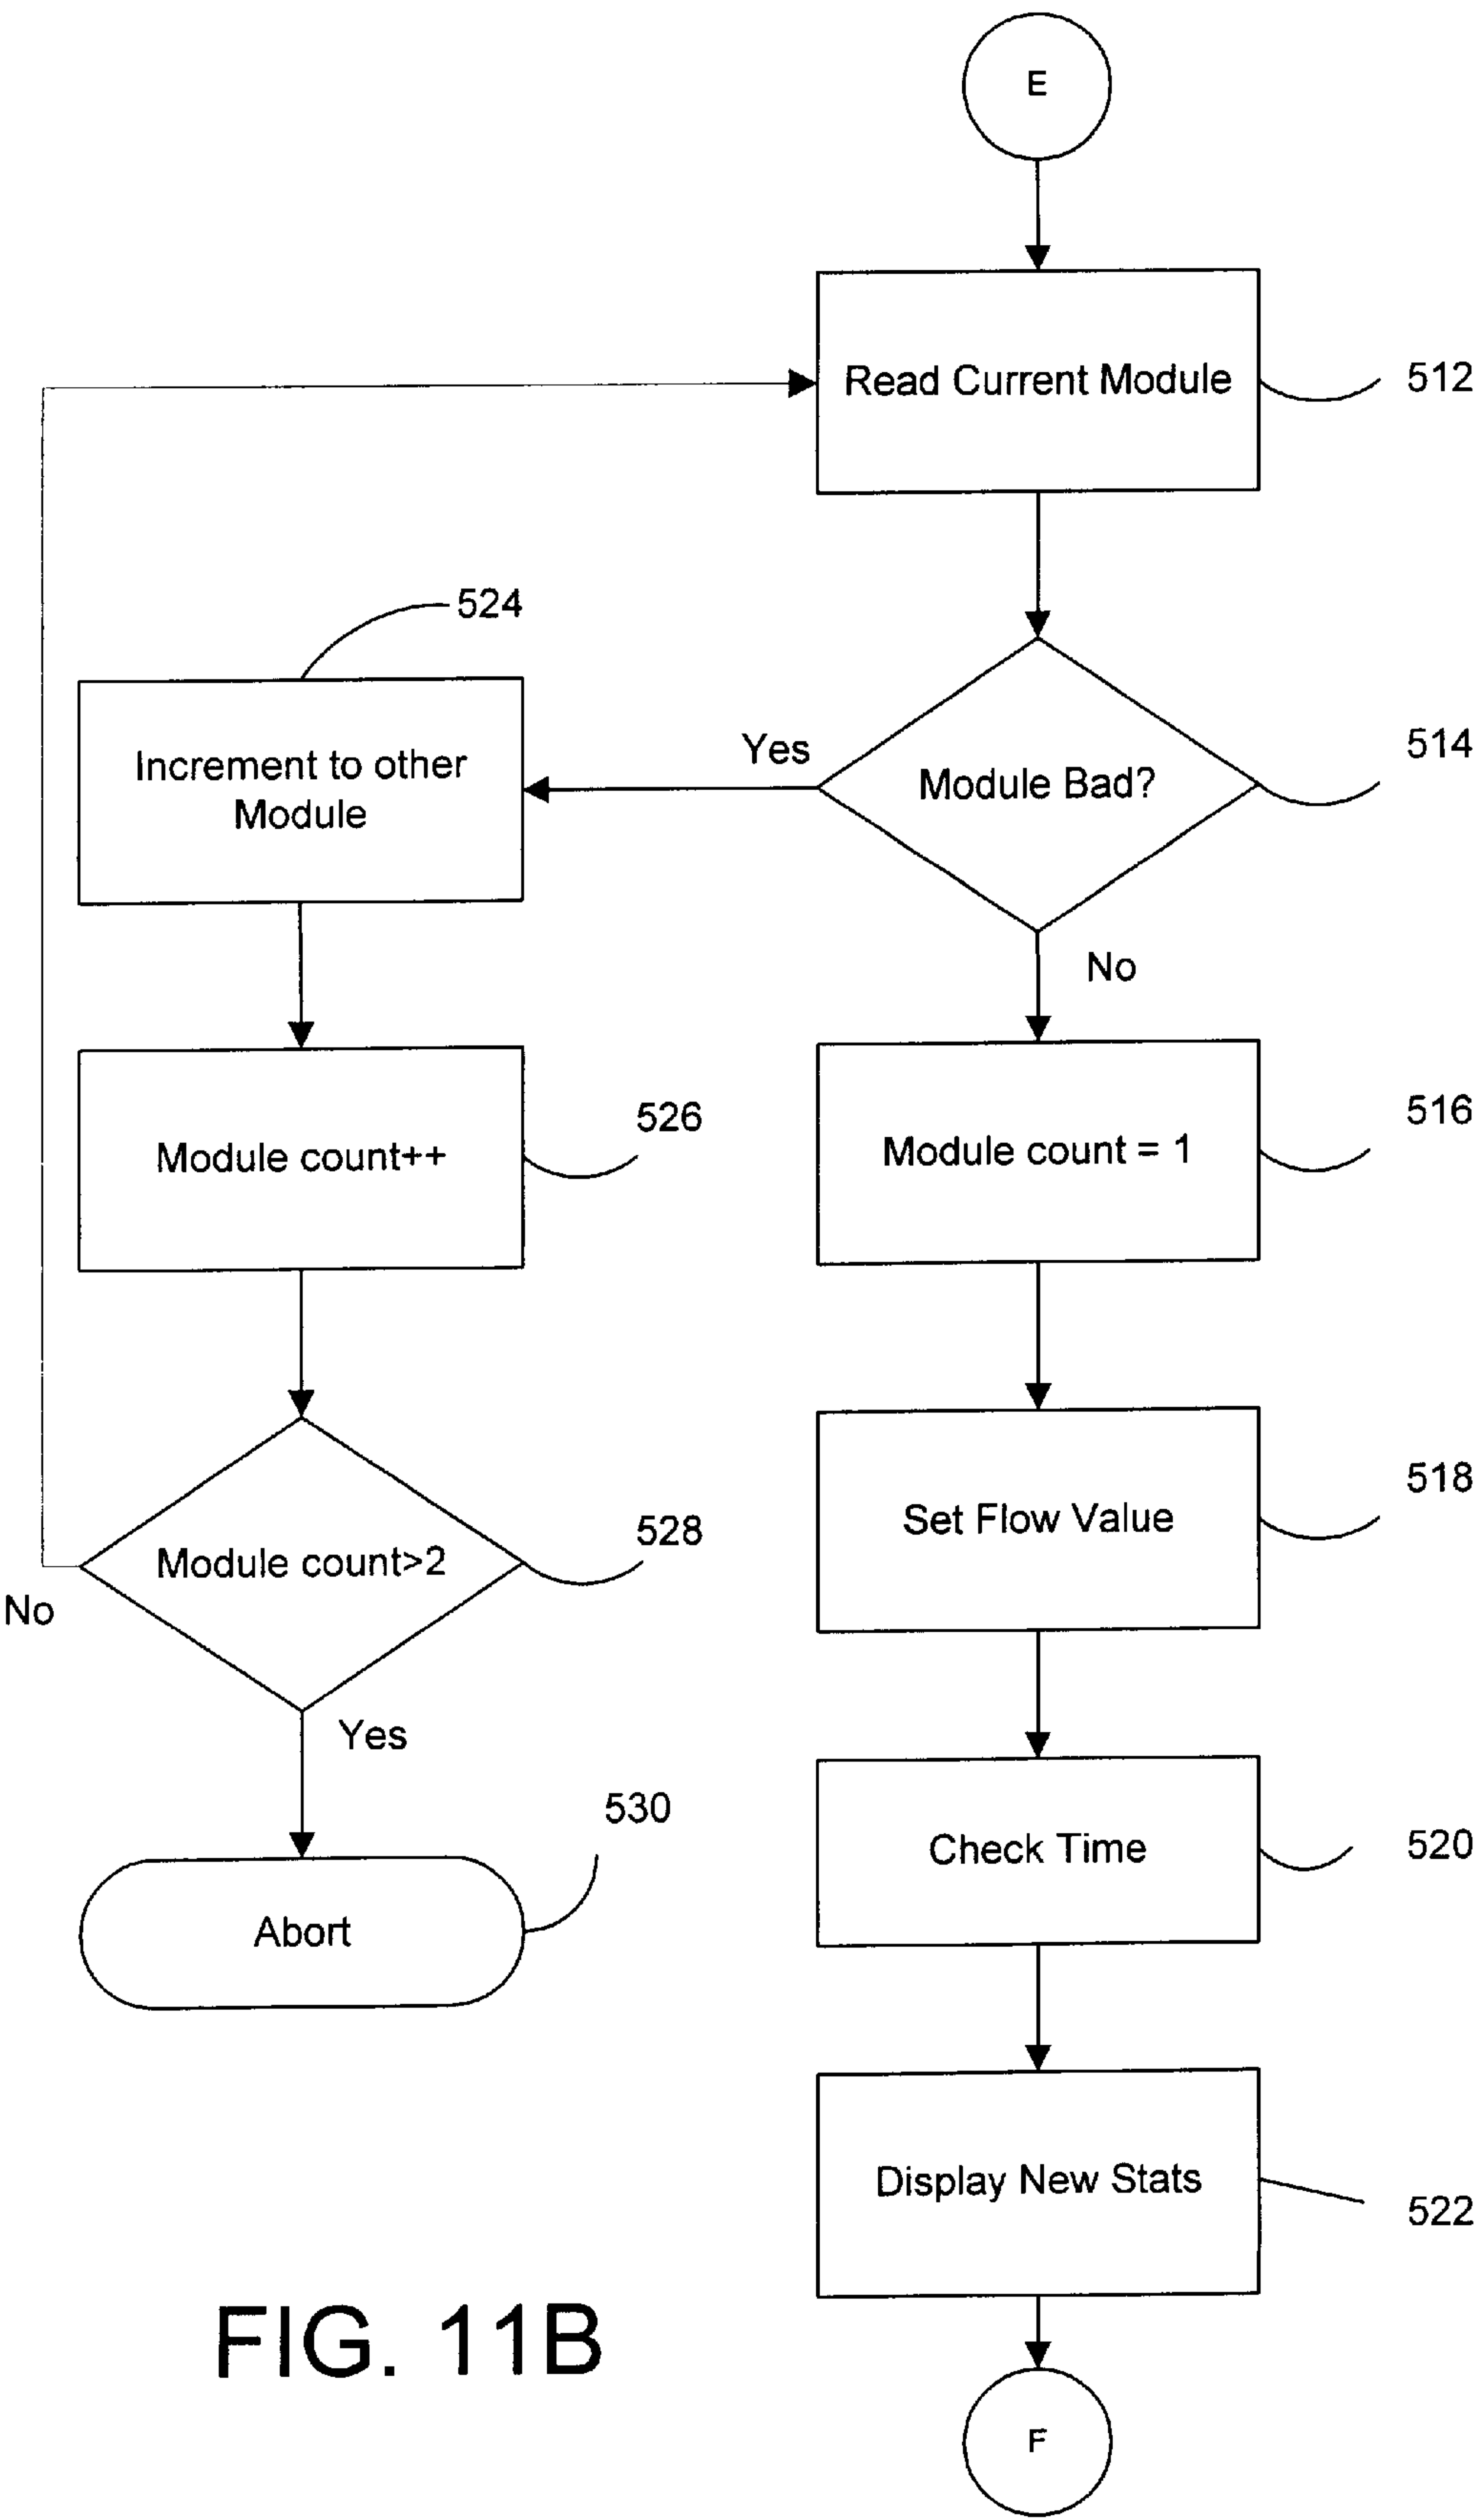 E
Read Current Module
512
524
Increment to other
Module
Yes
Module Bad?
514
No
Module count++
526
Module count = 1
516
Set Flow Value
518
Module count>2
528
No
Yes
530
Abort
Check Time
520
Display New Stats
522
FIG. 11B
F